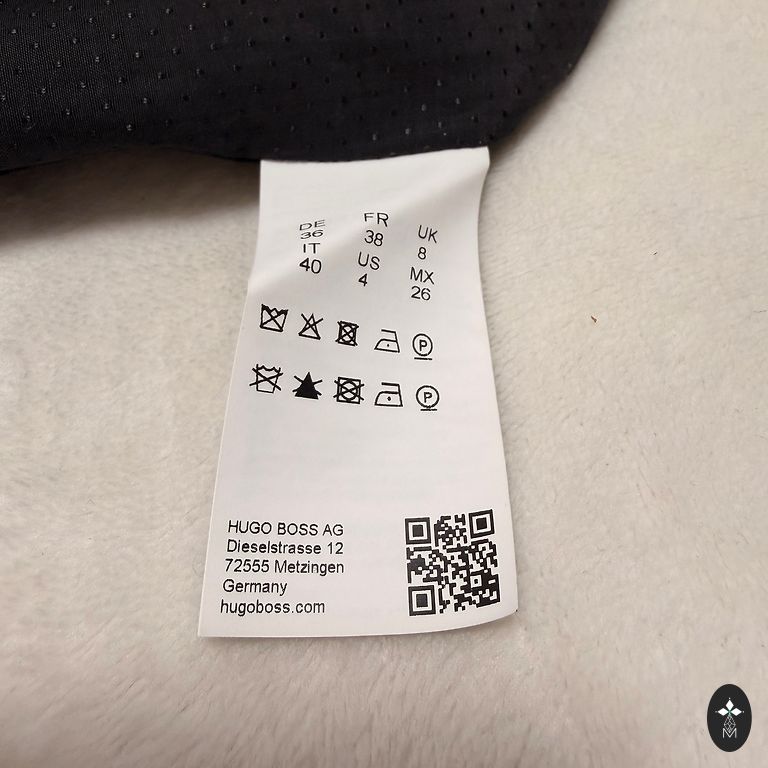 DE FR UK
36 38 8
IT US MX
40 4 26
P
P
HUGO BOSS AG
Dieselstrasse 12
72555 Metzingen
Germany
hugoboss.com
M